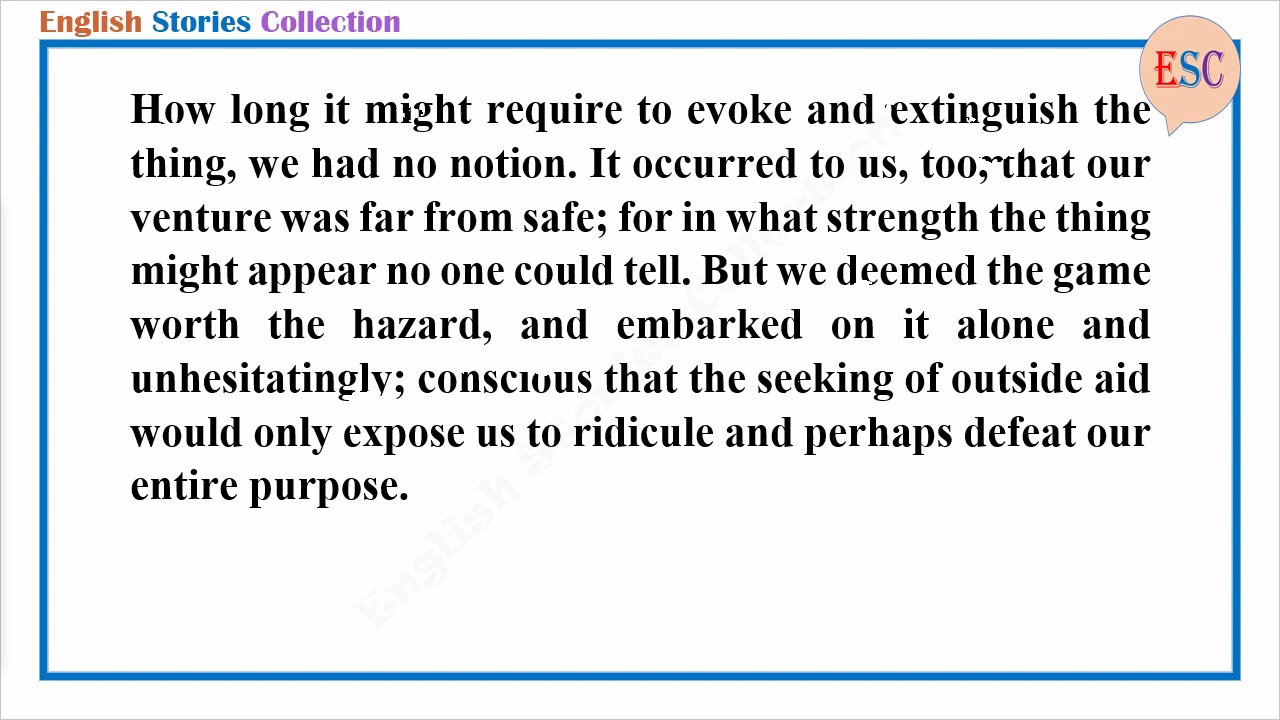 English Stories Collection
ESC
How long it might require to evoke and extinguish the
thing, we had no notion. It occurred to us, too, that our
venture was far from safe; for in what strength the thing
might appear no one could tell. But we deemed the game
worth the hazard, and embarked on it alone and
unhesitatingly; conscious that the seeking of outside aid
would only expose us to ridicule and perhaps defeat our
entire purpose.
English Stories Collection